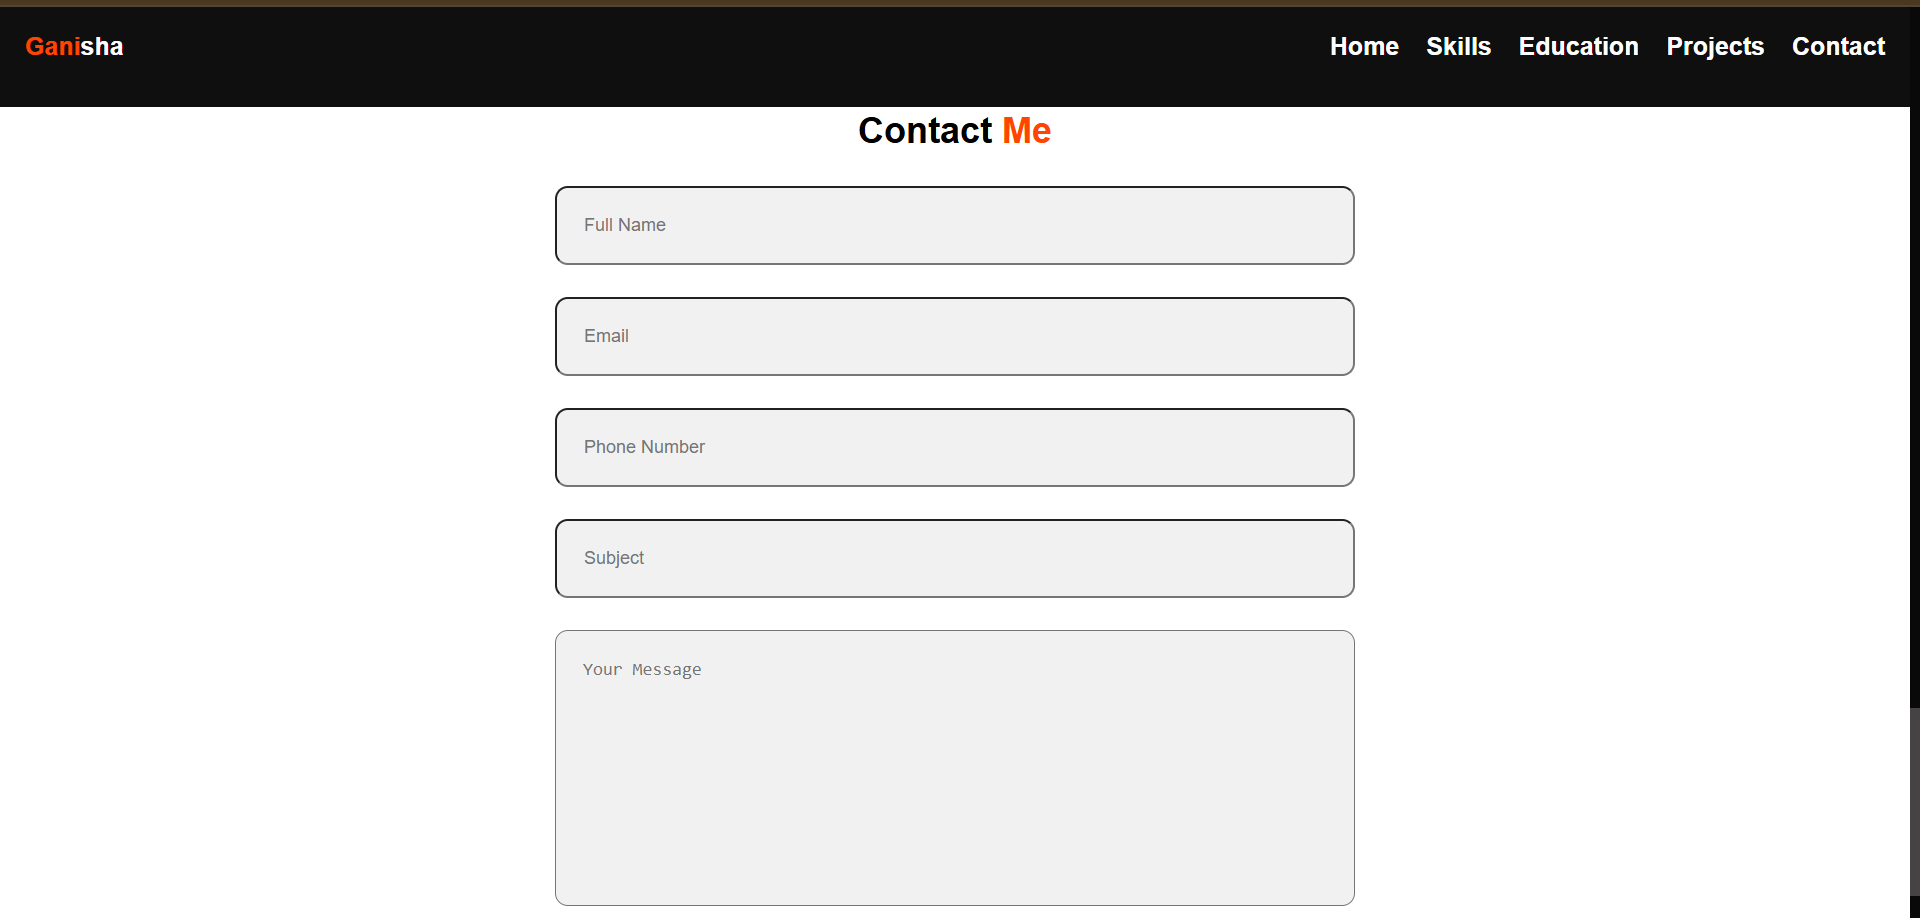 Ganisha Home Skills Education Projects Contact
Contact Me
Full Name
Email
Phone Number
Subject
Your Message